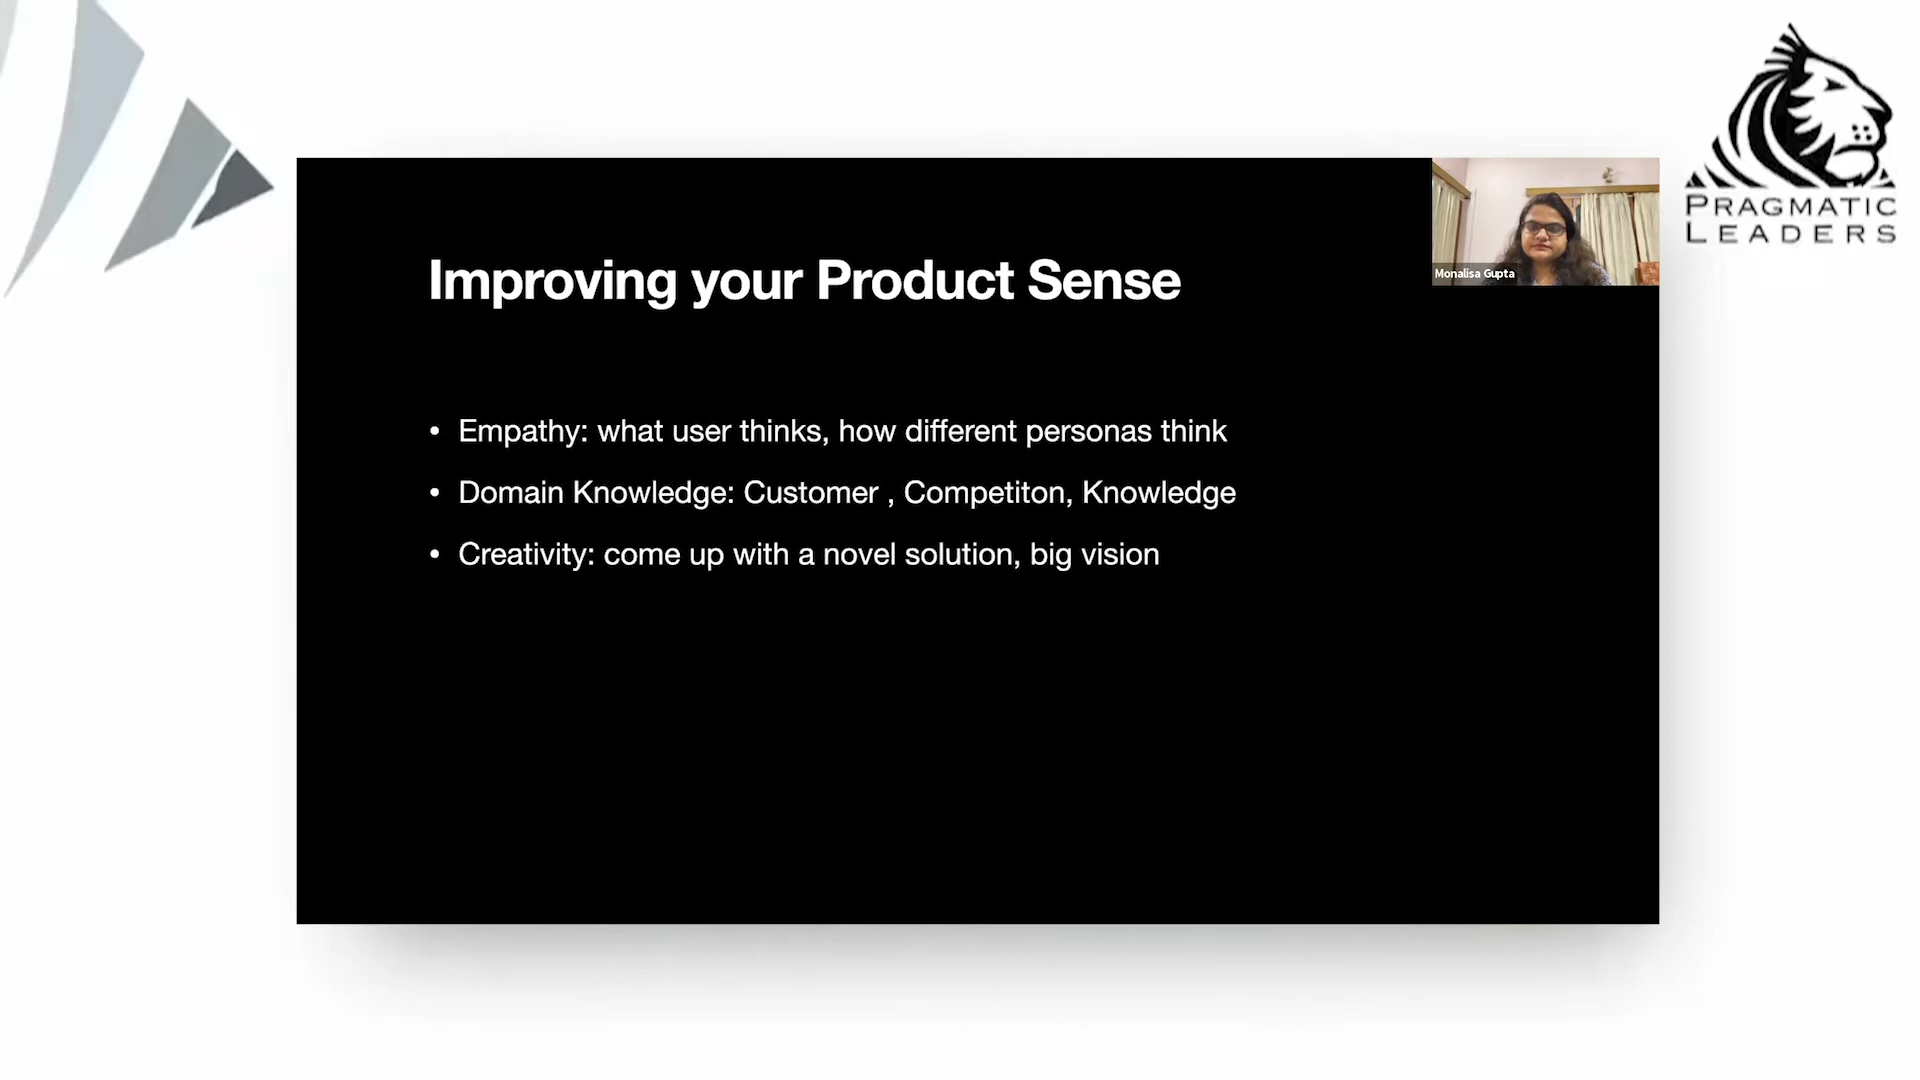 PRAGMATIC
LEADERS
Monalisa Gupta
Improving your Product Sense
• Empathy: what user thinks, how different personas think
• Domain Knowledge: Customer , Competiton, Knowledge
• Creativity: come up with a novel solution, big vision